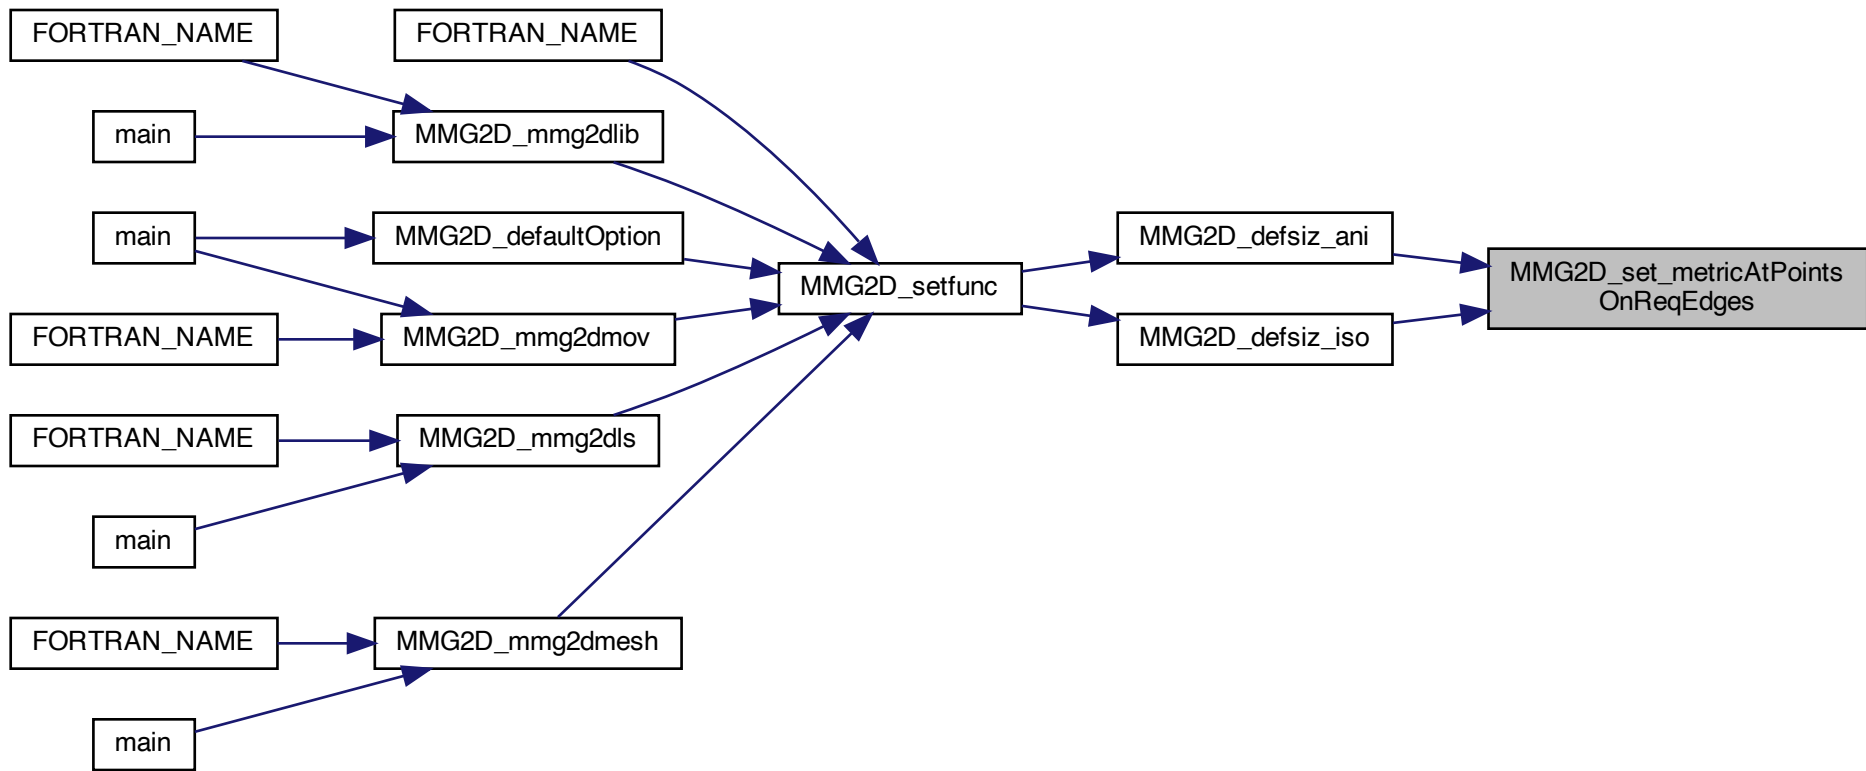 FORTRAN_NAME
FORTRAN_NAME
main
MMG2D_mmg2dlib
main
MMG2D_defaultOption
MMG2D_defsiz_ani
MMG2D_setfunc
MMG2D_set_metricAtPoints
OnReqEdges
FORTRAN_NAME
MMG2D_mmg2dmov
MMG2D_defsiz_iso
FORTRAN_NAME
MMG2D_mmg2dls
main
FORTRAN_NAME
MMG2D_mmg2dmesh
main